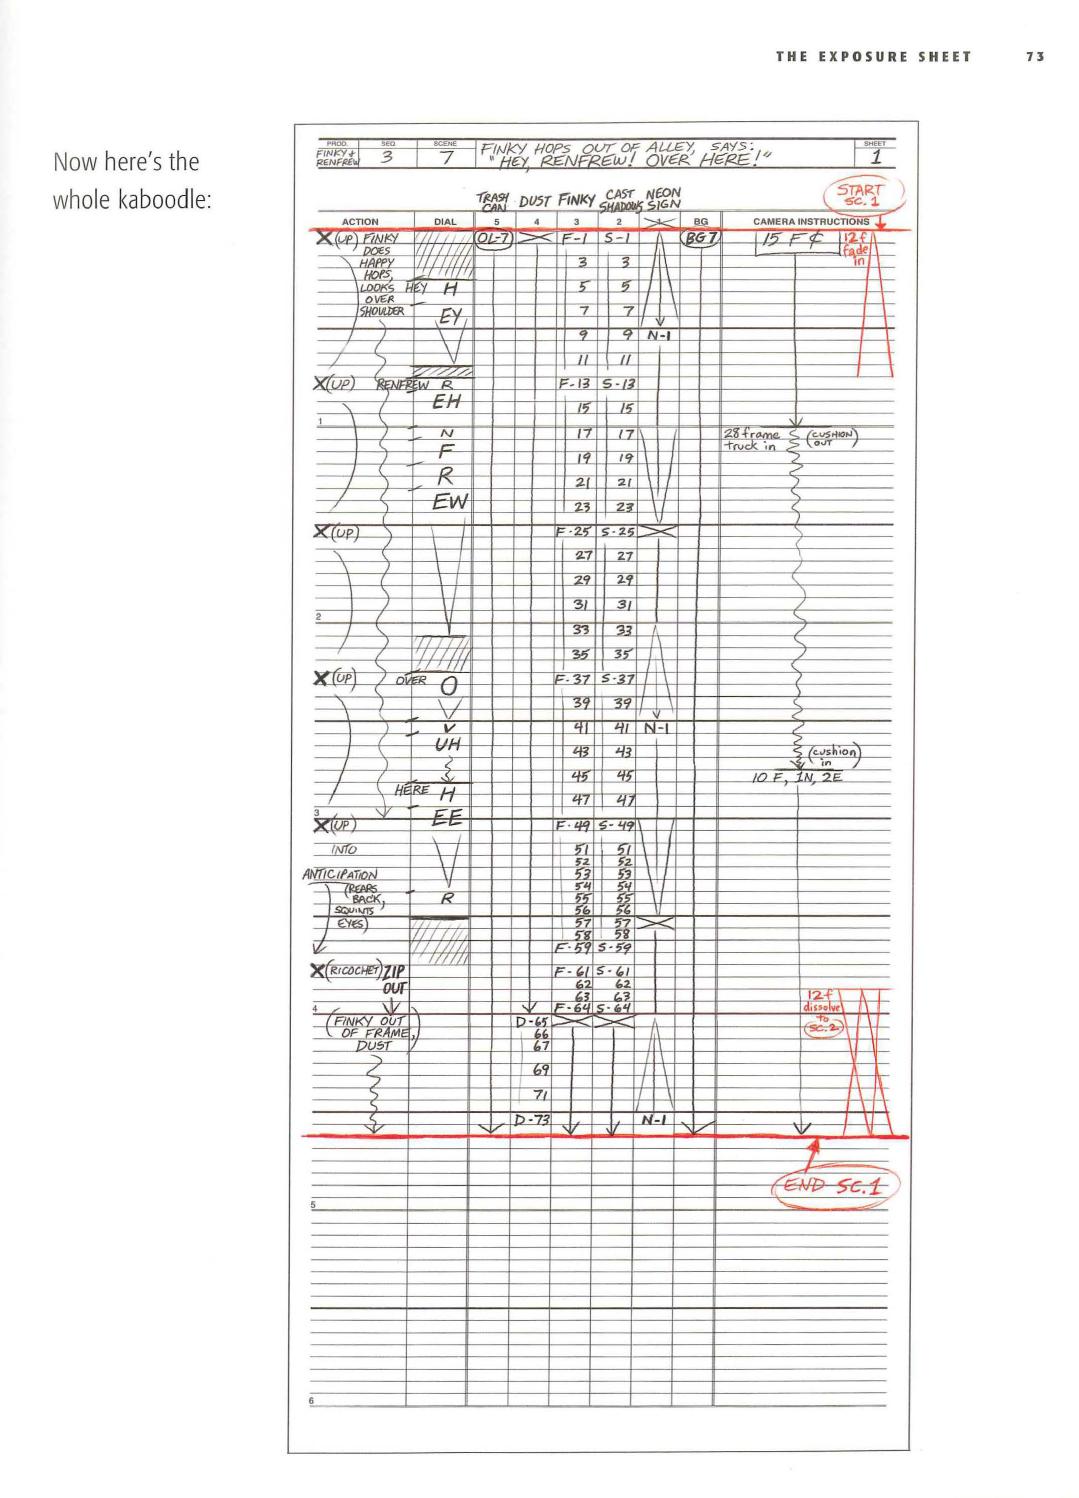 THE EXPOSURE SHEET 73
Now here's the
whole kaboodle:
PROD. SEQ. SCENE SHEET
FINKY & RENFREW 3 7 FINKY HOPS OUT OF ALLEY, SAYS: 1
"HEY, RENFREW! OVER HERE!"
START
SC. 1
TRASH CAN DUST FINKY CAST SHADOWS NEON SIGN
ACTION DIAL 5 4 3 2 1 BG CAMERA INSTRUCTIONS
X (UP) FINKY OL-7 F-1 S-1 BG 7 15 F ¢ 12f
DOES fade
HAPPY 3 3 in
HOPS,
LOOKS HEY H 5 5
OVER
SHOULDER EY 7 7
9 9 N-1
11 11
X (UP) RENFREW R F-13 S-13
EH 15 15
1
N 17 17 28 frame (CUSHION
truck in OUT)
F 19 19
R 21 21
EW 23 23
X (UP) F-25 S-25
27 27
29 29
31 31
2
33 33
35 35
X (UP) OVER O F-37 S-37
39 39
V 41 41 N-1
UH 43 43 (cushion
in)
45 45 10 F, 1N, 2E
HERE H 47 47
3 EE
X (UP) F-49 S-49
INTO 51 51
52 52
ANTICIPATION 53 53
(REARS 54 54
BACK, R 55 55
SQUINTS 56 56
EYES) 57 57
58 58
F-59 S-59
X (RICOCHET) ZIP F-61 S-61
OUT 62 62
63 63 12f
4 F-64 S-64 dissolve
(FINKY OUT D-65 to
OF FRAME, 66 SC. 2
DUST) 67
69
71
D-73 N-1
END SC. 1
5
6